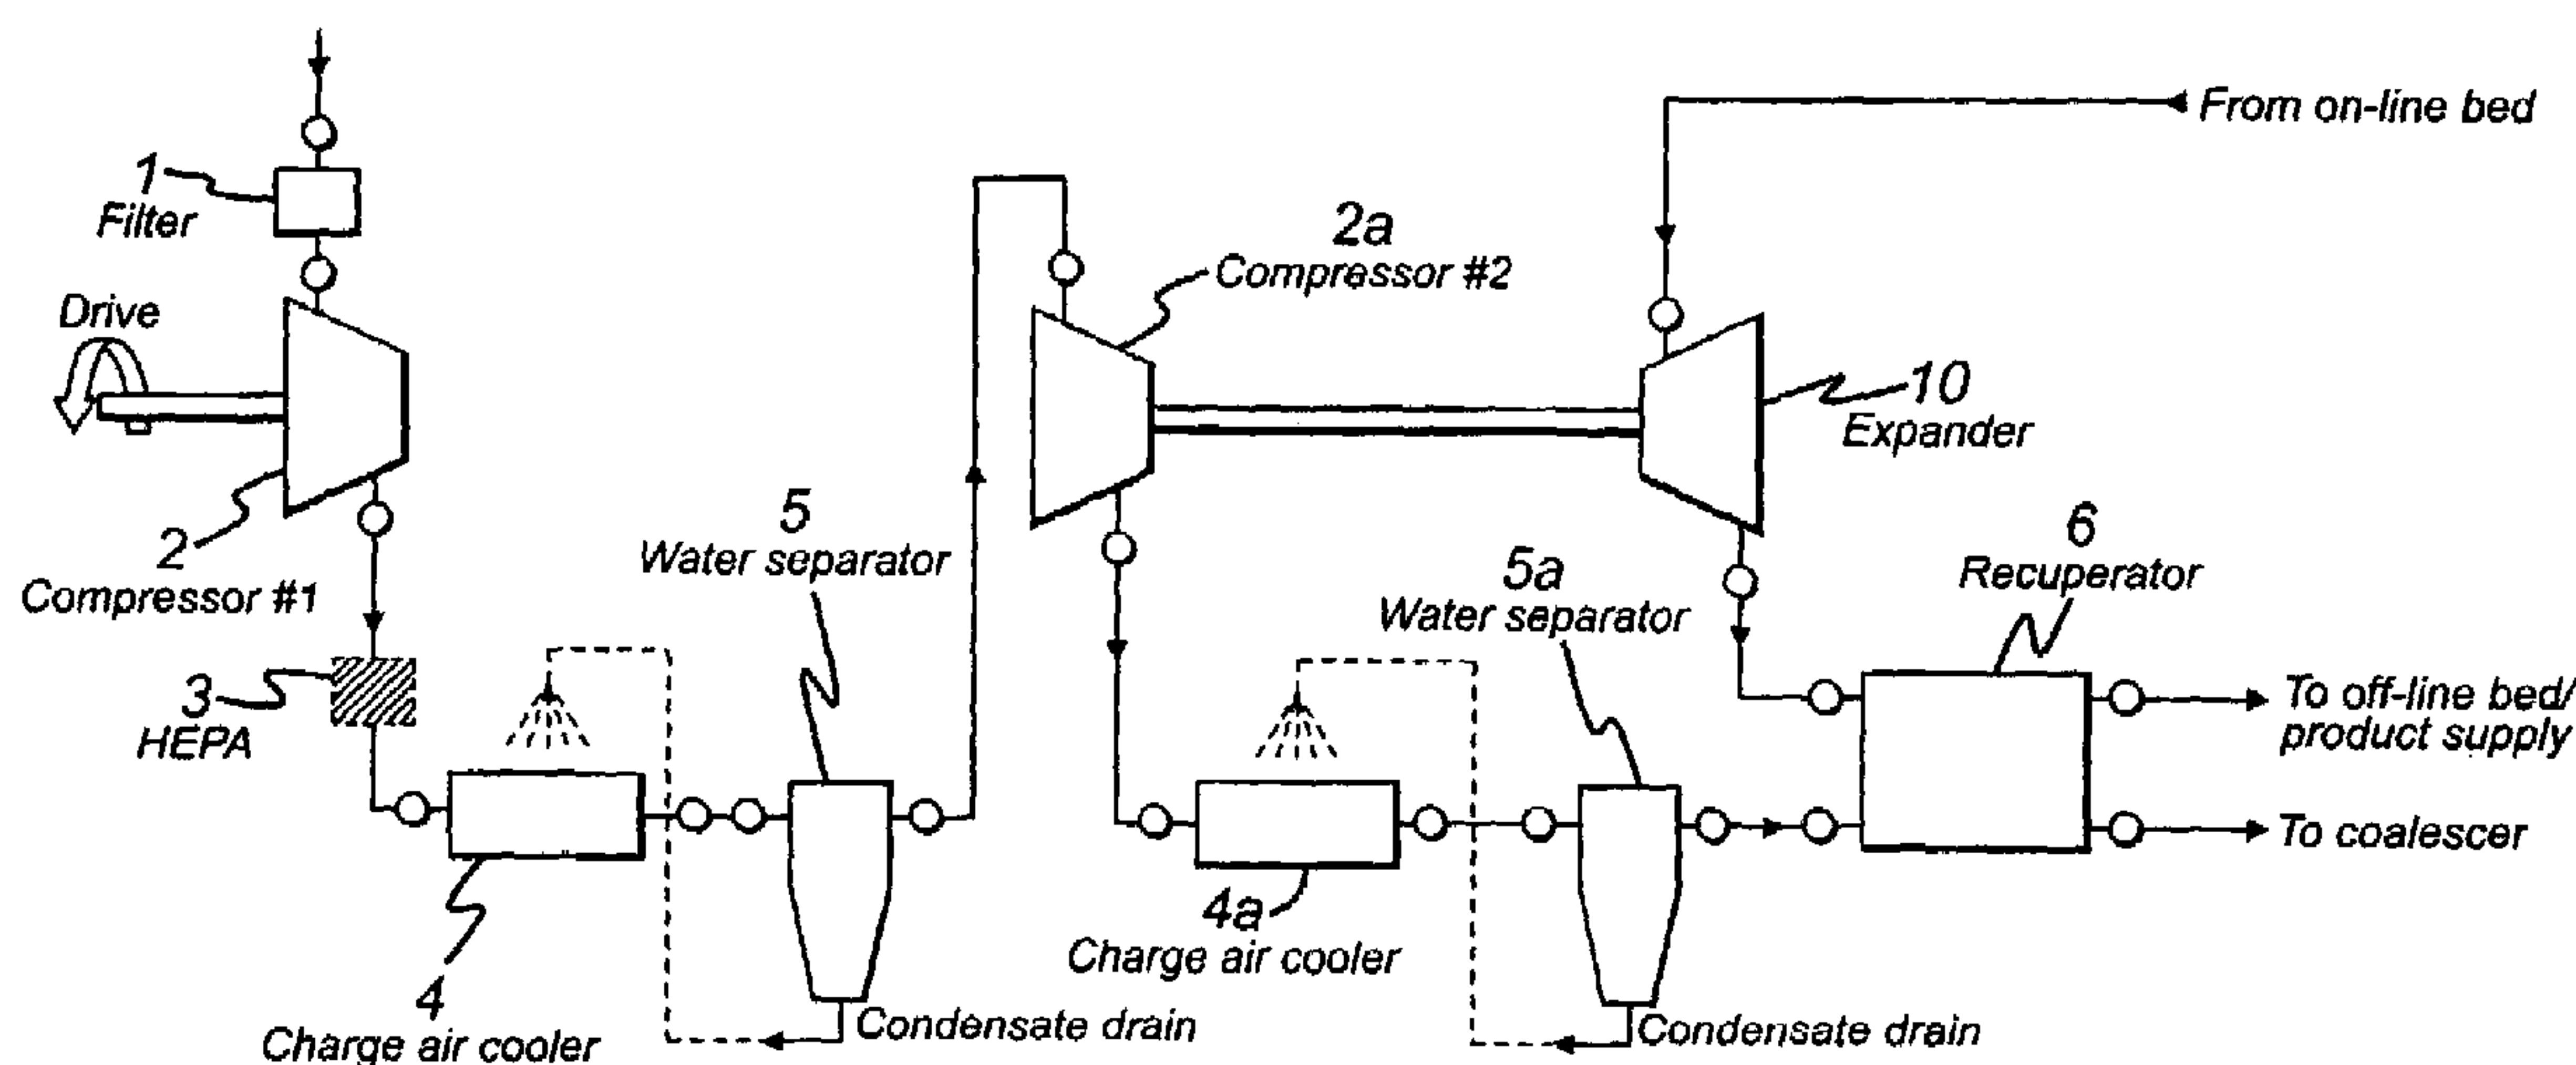 From on-line bed
1
Filter
2a
Compressor #2
Drive
10
Expander
5
Water separator
6
Recuperator
2
Compressor #1
5a
Water separator
3
HEPA
To off-line bed/
product supply
To coalescer
4a
Charge air cooler
4
Charge air cooler
Condensate drain
Condensate drain